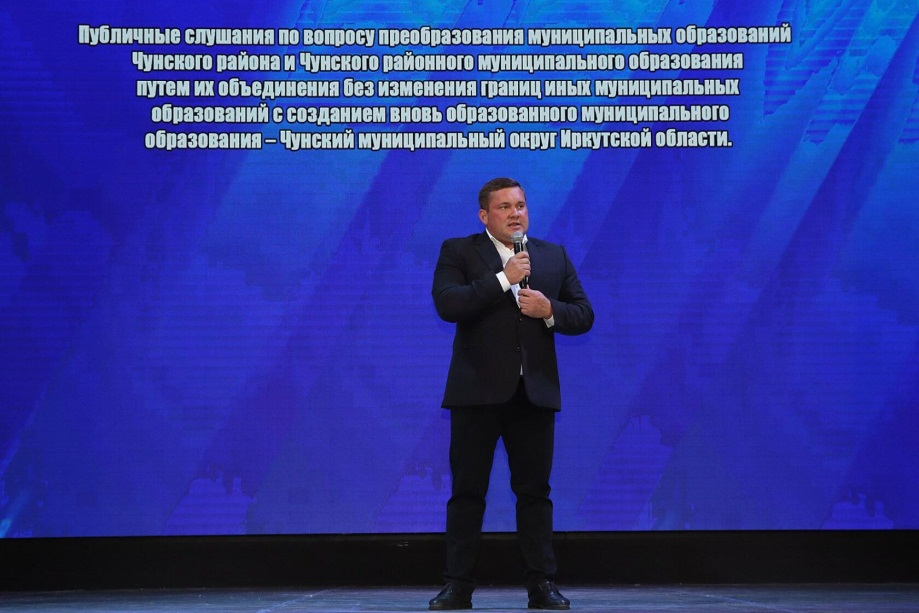 Публичные слушания по вопросу преобразования муниципальных образований
Чунского района и Чунского районного муниципального образования
путем их объединения без изменения границ иных муниципальных
образований с созданием вновь образованного муниципального
образования – Чунский муниципальный округ Иркутской области.